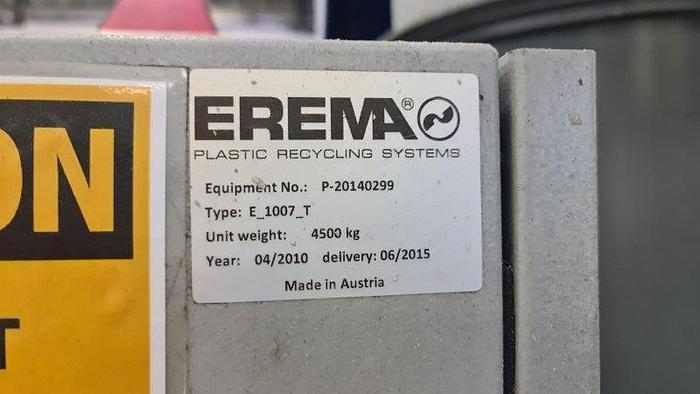 ON
T
EREMA®
PLASTIC RECYCLING SYSTEMS
Equipment No.: P-20140299
Type: E_1007_T
Unit weight: 4500 kg
Year: 04/2010 delivery: 06/2015
Made in Austria